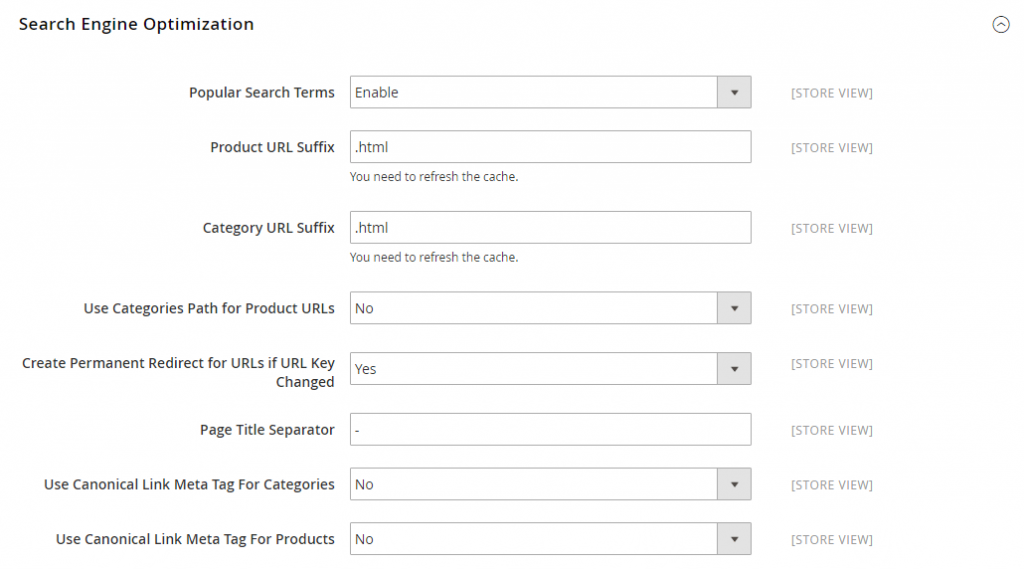 Search Engine Optimization
Popular Search Terms Enable [STORE VIEW]
Product URL Suffix .html [STORE VIEW]
You need to refresh the cache.
Category URL Suffix .html [STORE VIEW]
You need to refresh the cache.
Use Categories Path for Product URLs No [STORE VIEW]
Create Permanent Redirect for URLs if URL Key
Changed Yes [STORE VIEW]
Page Title Separator - [STORE VIEW]
Use Canonical Link Meta Tag For Categories No [STORE VIEW]
Use Canonical Link Meta Tag For Products No [STORE VIEW]